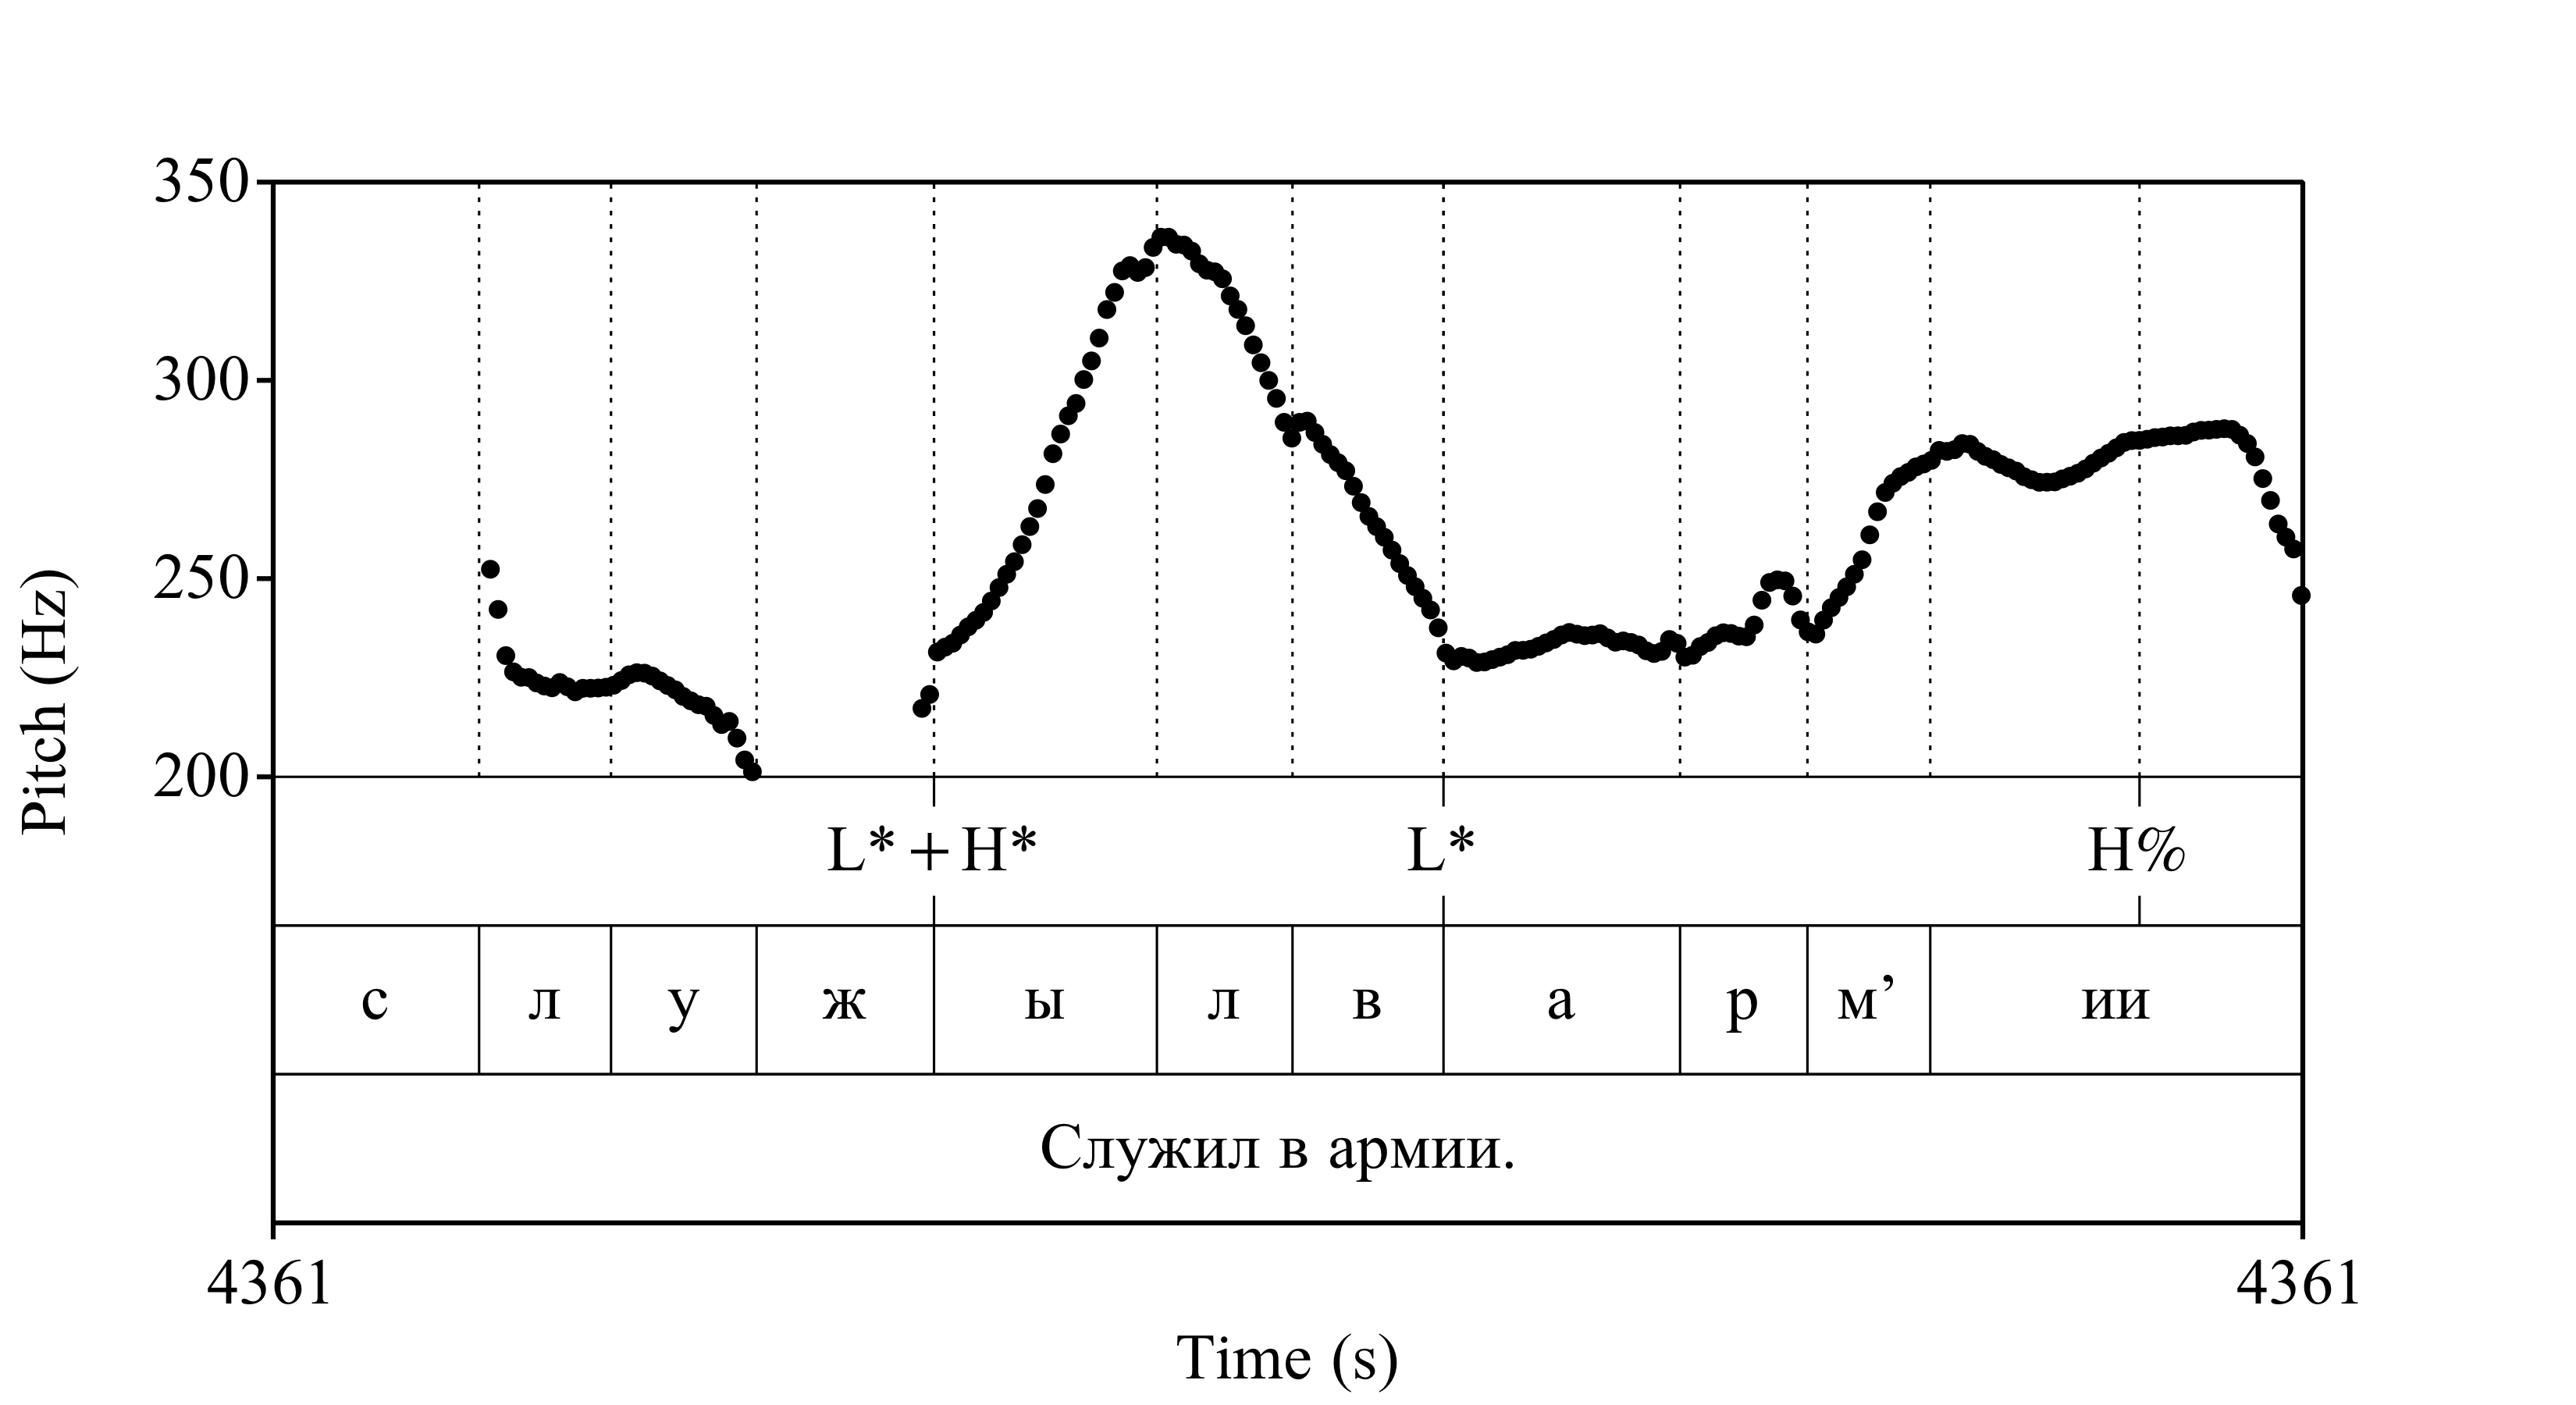 350
300
250
200
Pitch (Hz)
L*+H* L* H%
с л у ж ы л в а р м’ ии
Служил в армии.
4361 4361
Time (s)